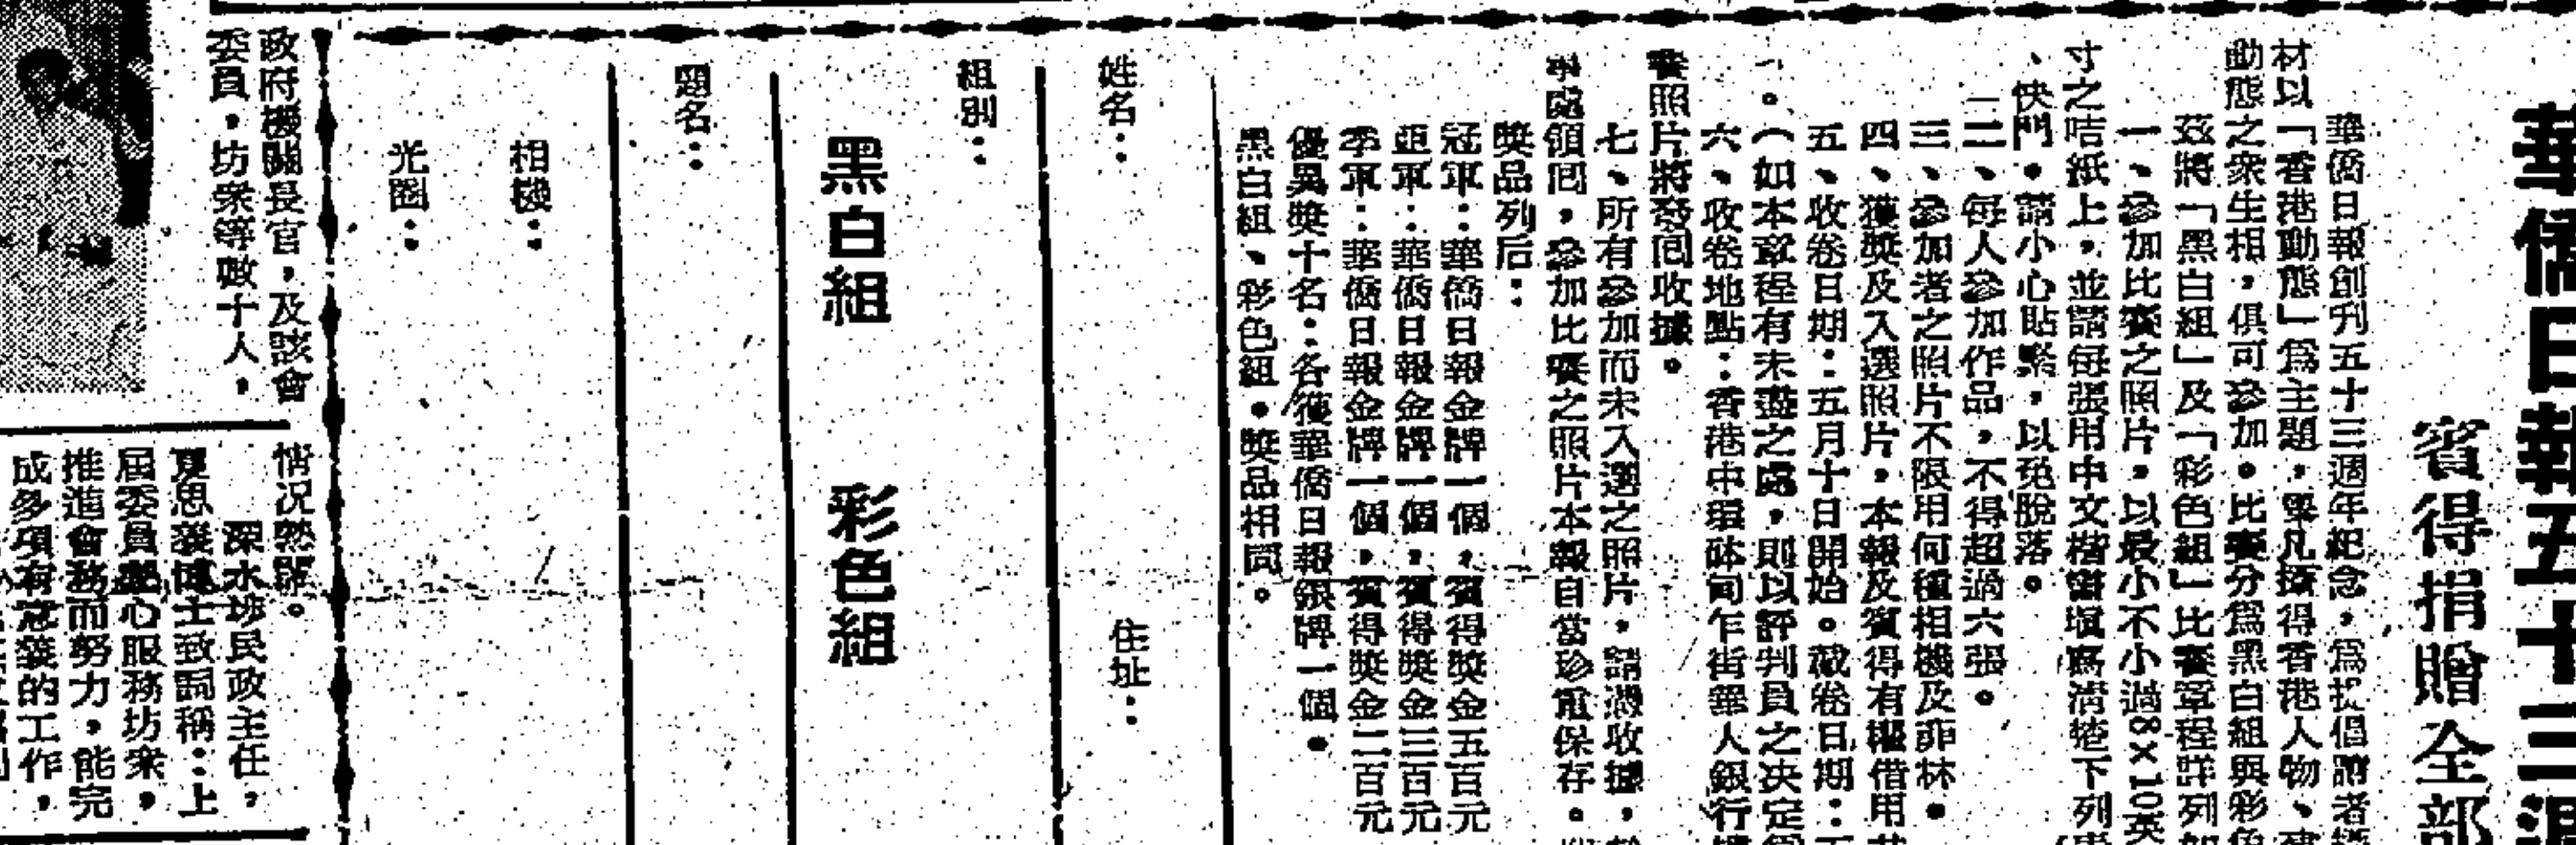 華僑日報五十三週
賓得捐贈全部
華僑日報創刊五十三週年紀念，為提倡讀者
材以「香港動態」為主題，舉凡攝得香港人物、建
動態之衆生相，俱可參加。比賽分為黑白組與彩色
茲將「黑白組」及「彩色組」比賽章程詳列如
一、參加比賽之照片，以最小不小過8×10英
寸之咭紙上，並請每張用中文楷書塡寫淸楚下列
、快門。請小心貼緊，以免脫落。
二、每人參加作品，不得超過六張。
三、參加者之照片不限用何種相機及菲林。
四、獲獎及入選照片，本報及賓得有權借用
五、收卷日期：五月十日開始。截卷日期：
一。（如本章程有未盡之處，則以評判員之決定
六、收卷地點：香港中環砵甸乍街華人銀行
賽照片將發回收據。
七、所有參加而未入選之照片，請憑收據，
處領回，參加比賽之照片本報自當珍重保存。
獎品列后：
冠軍：華僑日報金牌一個，賓得獎金五百元
亞軍：華僑日報金牌一個，賓得獎金三百元
季軍：華僑日報金牌一個，賓得獎金二百元
優異獎十名：各獲華僑日報銀牌一個。
黑白組、彩色組。獎品相同。
姓名：　住址：
組別：
黑白組　彩色組
題名：
相機：
光圈：
政府機關長官，及該會
委員，坊衆等數十人，
情况熱鬧。
深水埗民政主任，
夏思義博士致詞稱：上
屆委員熱心服務坊衆，
推進會務而努力，能完
成多項有意義的工作，